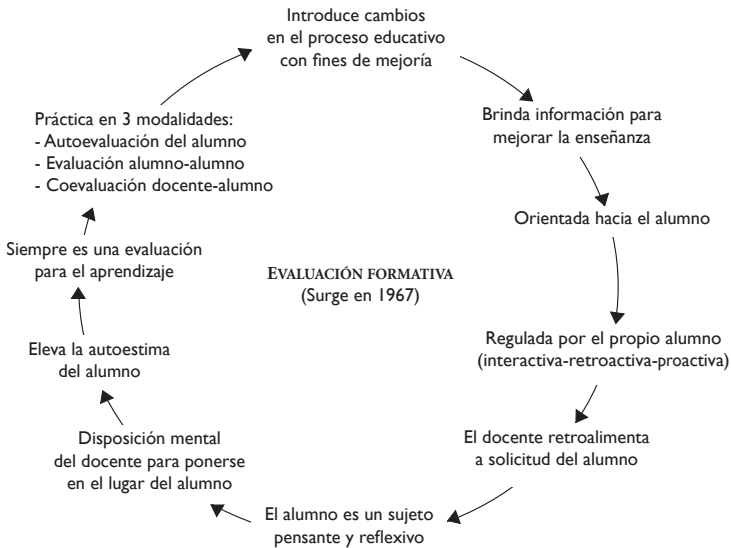 Introduce cambios
en el proceso educativo
con fines de mejoría
Brinda información para
mejorar la enseñanza
Orientada hacia el alumno
Regulada por el propio alumno
(interactiva-retroactiva-proactiva)
El docente retroalimenta
a solicitud del alumno
El alumno es un sujeto
pensante y reflexivo
Disposición mental
del docente para ponerse
en el lugar del alumno
Eleva la autoestima
del alumno
Siempre es una evaluación
para el aprendizaje
Práctica en 3 modalidades:
- Autoevaluación del alumno
- Evaluación alumno-alumno
- Coevaluación docente-alumno
EVALUACIÓN FORMATIVA
(Surge en 1967)